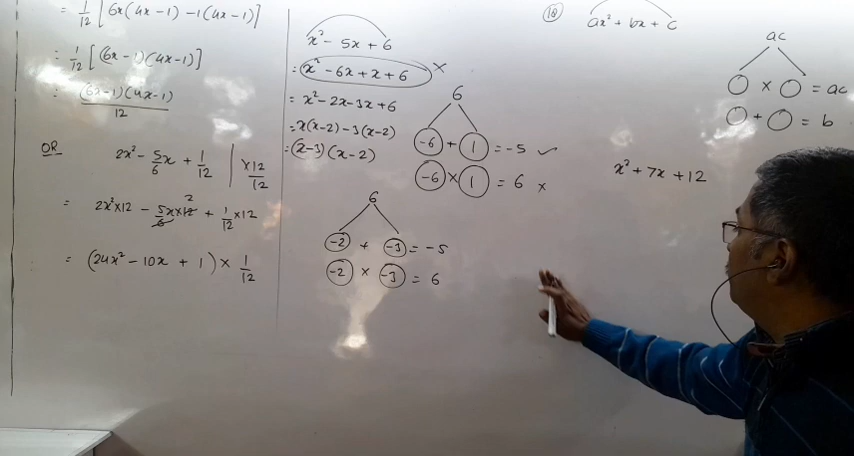 = 1/12 [6x(4x-1) -1(4x-1)]
= 1/12 [(6x-1)(4x-1)]
= (6x-1)(4x-1)/12
OR
2x² - 5/6x + 1/12 | ×12/12
= 2x²×12 - 5x×12/6 2 + 1/12×12
= (24x² - 10x + 1) × 1/12
x² - 5x + 6
= x² - 6x + x + 6 ×
= x² - 2x - 3x + 6
= x(x-2) - 3(x-2)
= (x-3)(x-2)
6
-6 + 1 = -5 ✓
-6 × 1 = 6 ×
6
-2 + -3 = -5
-2 × -3 = 6
(10) ax² + bx + c
ac
○ × ○ = ac
○ + ○ = b
x² + 7x + 12